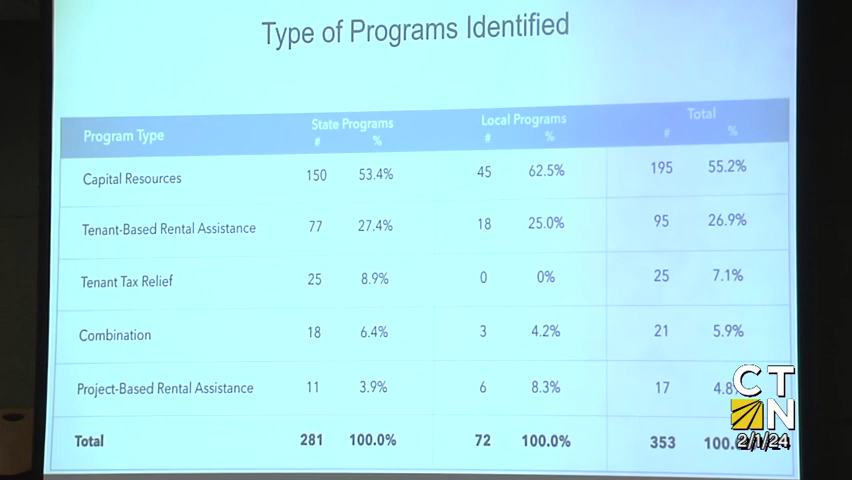 Type of Programs Identified
Program Type State Programs Local Programs Total
# % # % # %
Capital Resources 150 53.4% 45 62.5% 195 55.2%
Tenant-Based Rental Assistance 77 27.4% 18 25.0% 95 26.9%
Tenant Tax Relief 25 8.9% 0 0% 25 7.1%
Combination 18 6.4% 3 4.2% 21 5.9%
Project-Based Rental Assistance 11 3.9% 6 8.3% 17 4.8
Total 281 100.0% 72 100.0% 353 100.
CT
N
2/1/24